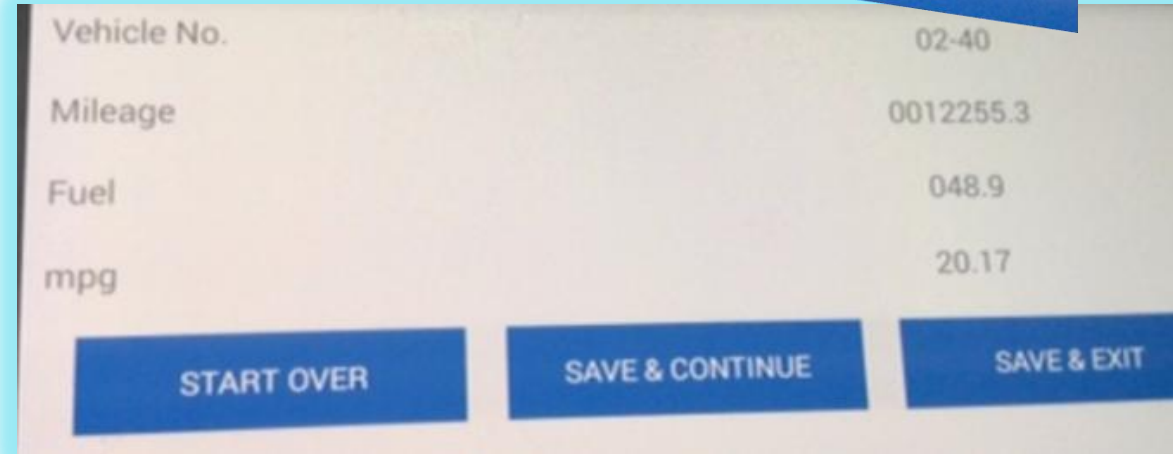 Vehicle No. 02-40
Mileage 0012255.3
Fuel 048.9
mpg 20.17
START OVER SAVE & CONTINUE SAVE & EXIT